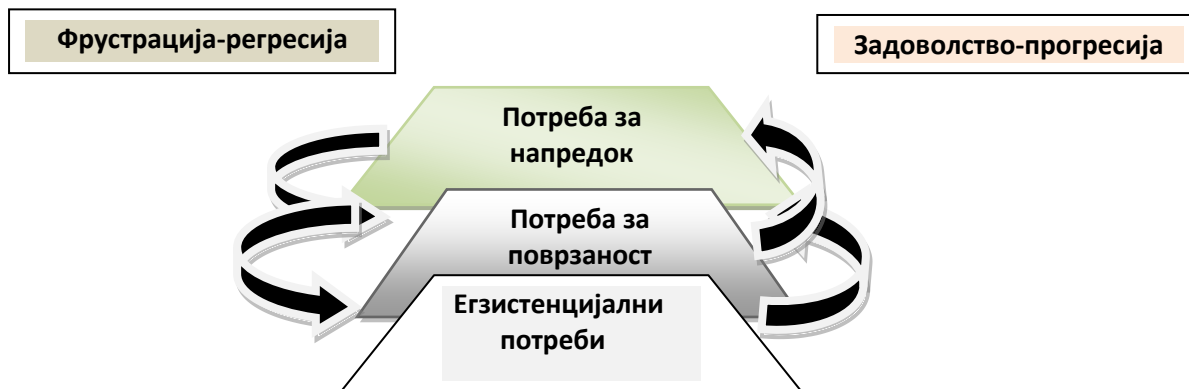 Фрустрација-регресија
Задоволство-прогресија
Потреба за
напредок
Потреба за
поврзаност
Егзистенцијални
потреби